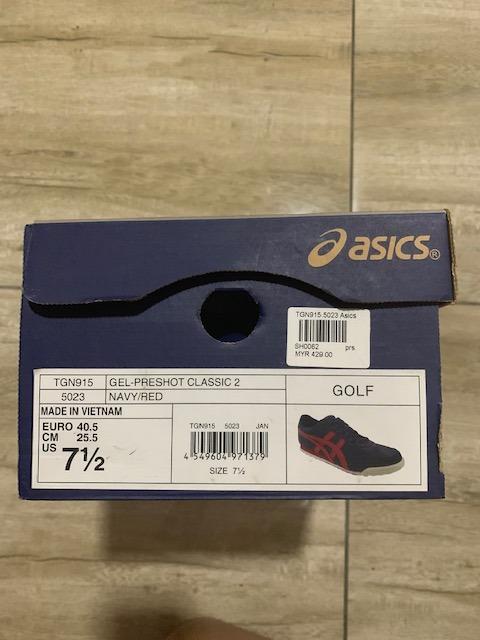 asics®
TGN915.5023 Asics
SH0062 prs.
MYR 429.00
TGN915 GEL-PRESHOT CLASSIC 2
5023 NAVY/RED
GOLF
MADE IN VIETNAM
EURO 40.5
CM 25.5
US 7½
TGN915 5023 JAN
4 549604 971379
SIZE 7½